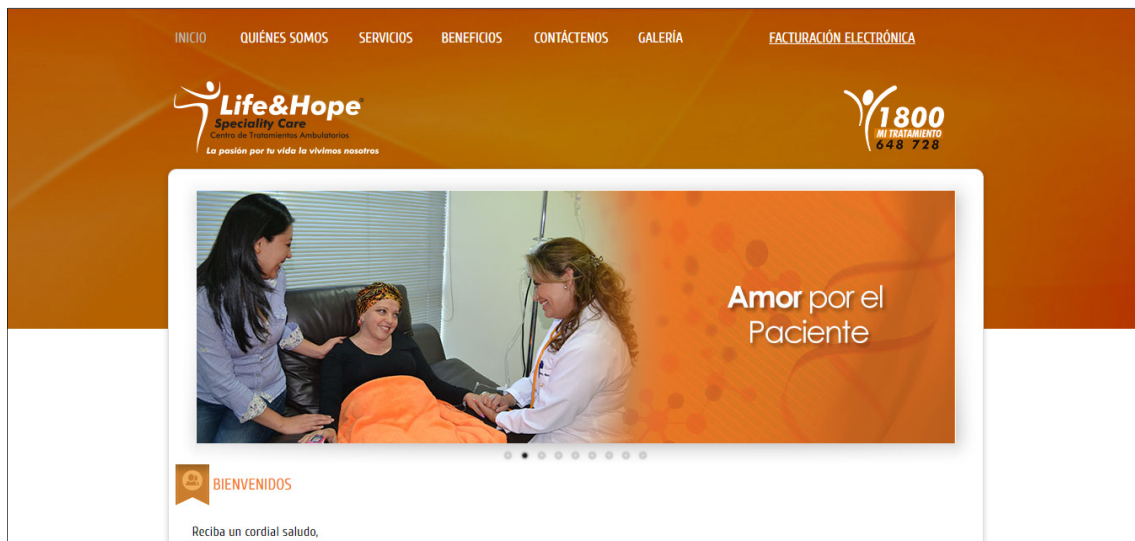 INICIO QUIÉNES SOMOS SERVICIOS BENEFICIOS CONTÁCTENOS GALERÍA FACTURACIÓN ELECTRÓNICA
Life&Hope®
Speciality Care
Centro de Tratamientos Ambulatorios
La pasión por tu vida la vivimos nosotros
1800
MI TRATAMIENTO
648 728
Amor por el
Paciente
BIENVENIDOS
Reciba un cordial saludo,